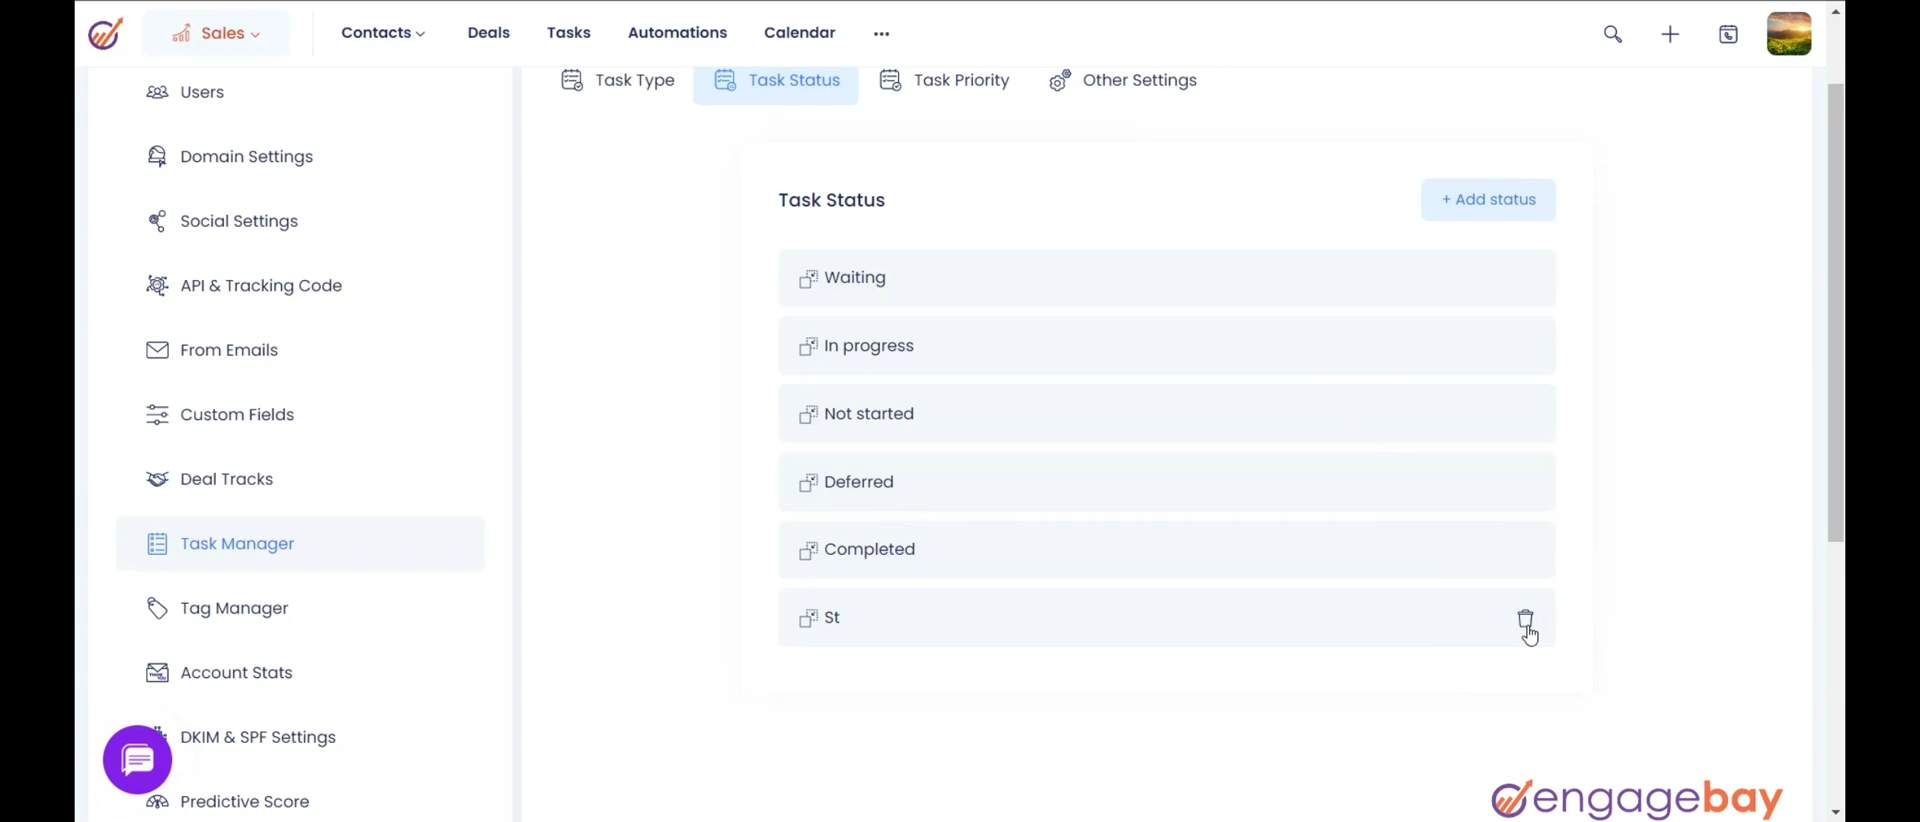 Sales
Contacts
Deals
Tasks
Automations
Calendar
Users
Domain Settings
Social Settings
API & Tracking Code
From Emails
Custom Fields
Deal Tracks
Task Manager
Tag Manager
Account Stats
DKIM & SPF Settings
Predictive Score
Task Type
Task Status
Task Priority
Other Settings
Task Status
+ Add status
Waiting
In progress
Not started
Deferred
Completed
St
engagebay